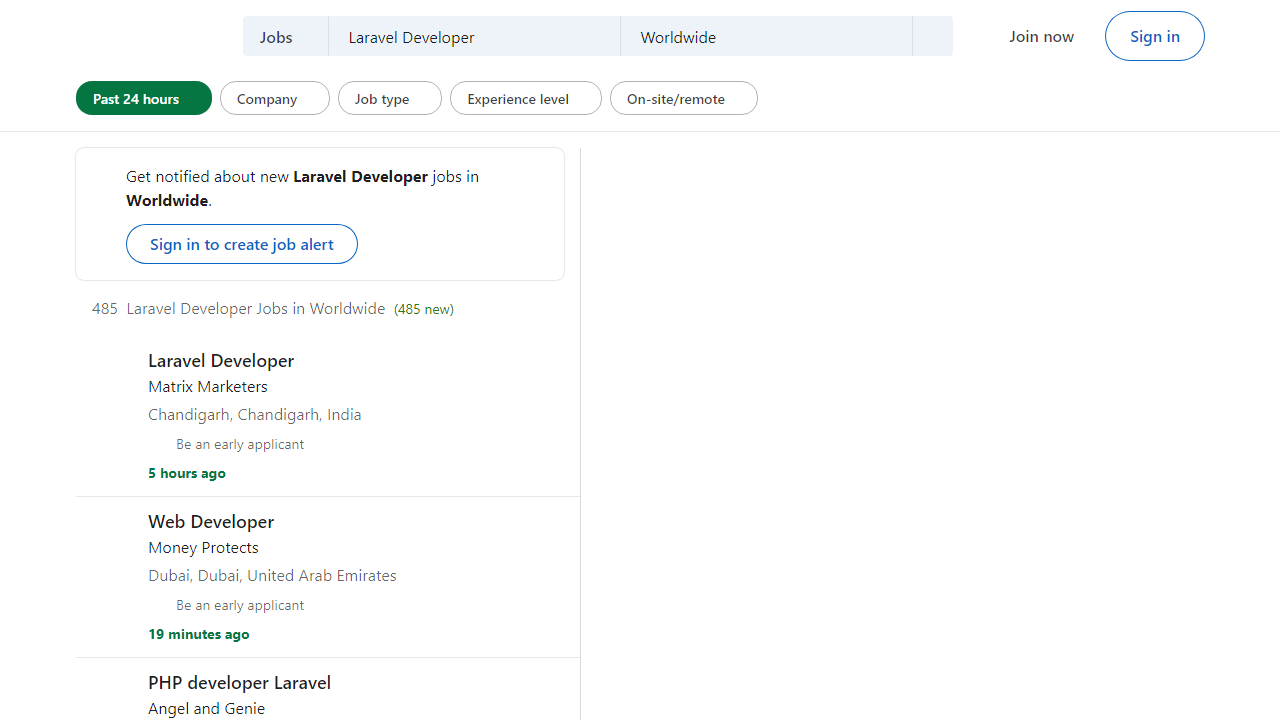 Jobs
Laravel Developer
Worldwide
Join now
Sign in
Past 24 hours
Company
Job type
Experience level
On-site/remote
Get notified about new Laravel Developer jobs in
Worldwide.
Sign in to create job alert
485 Laravel Developer Jobs in Worldwide (485 new)
Laravel Developer
Matrix Marketers
Chandigarh, Chandigarh, India
Be an early applicant
5 hours ago
Web Developer
Money Protects
Dubai, Dubai, United Arab Emirates
Be an early applicant
19 minutes ago
PHP developer Laravel
Angel and Genie